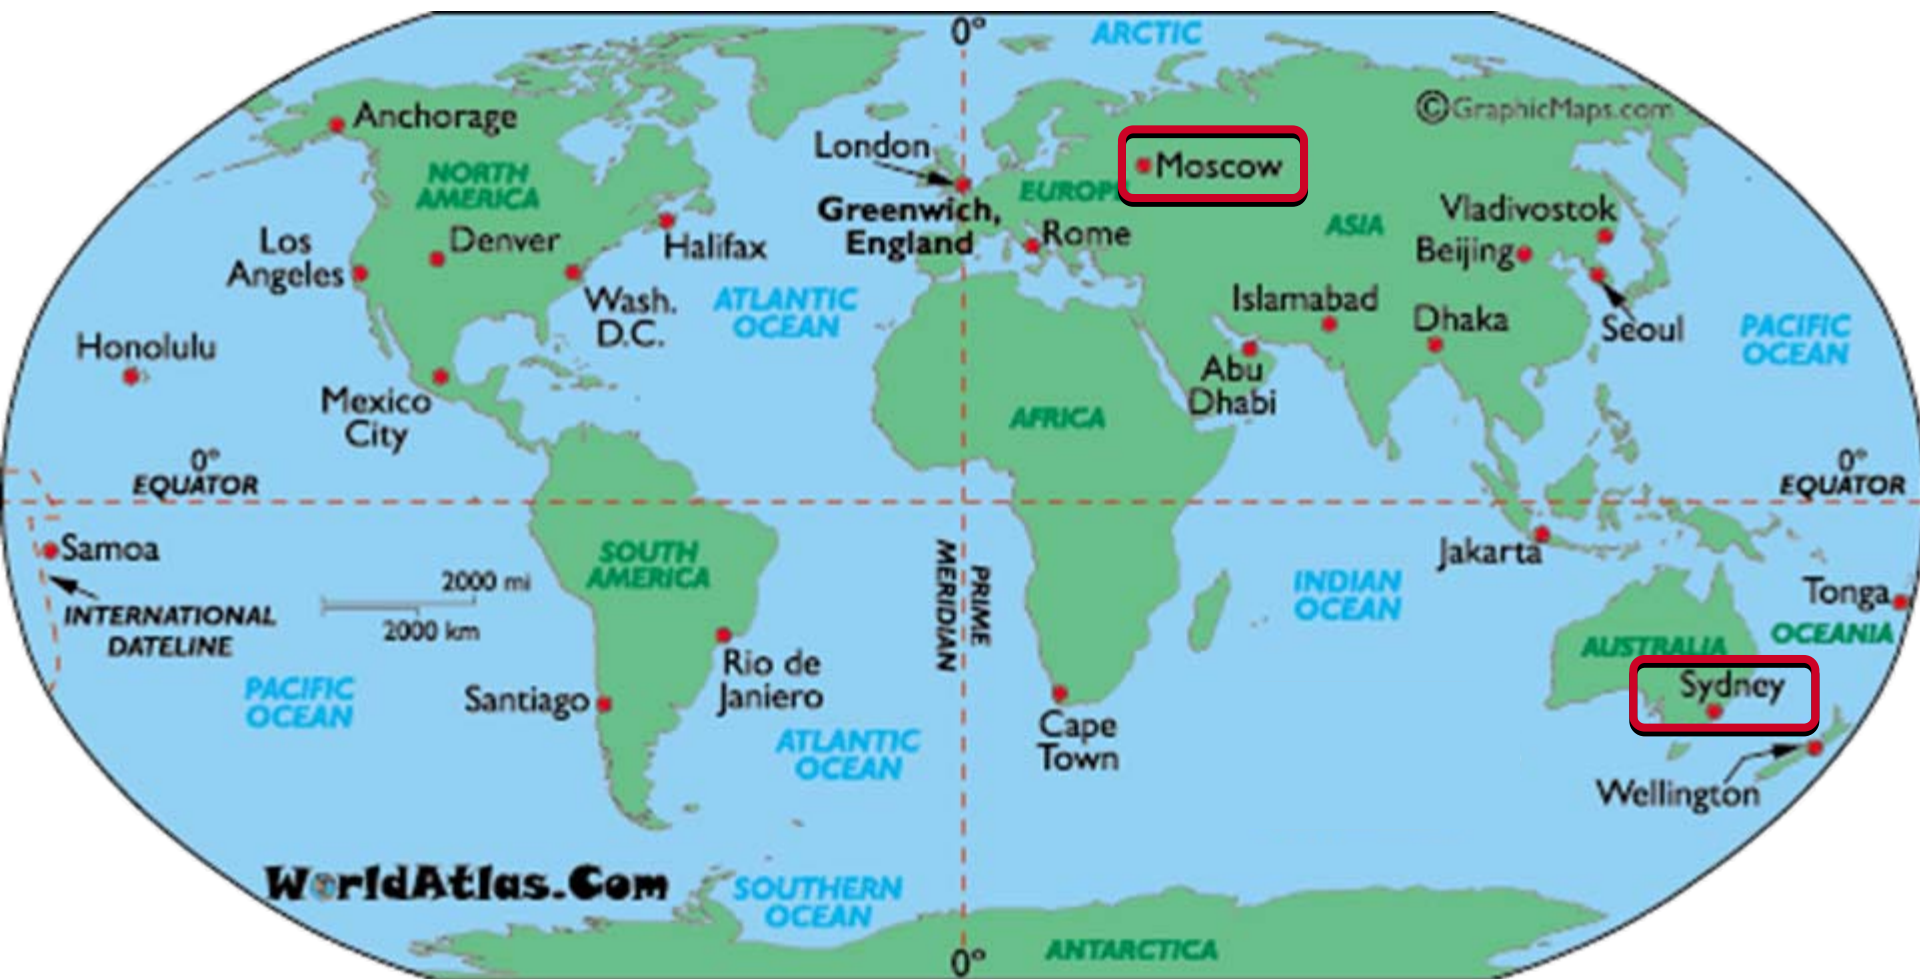 0°
ARCTIC
©GraphicMaps.com
Anchorage
London
Moscow
NORTH
AMERICA
EUROPE
Greenwich,
England
Vladivostok
Los
Angeles
Denver
Halifax
Rome
ASIA
Beijing
Wash.
D.C.
ATLANTIC
OCEAN
Islamabad
Dhaka
Seoul
PACIFIC
OCEAN
Honolulu
Mexico
City
Abu
Dhabi
AFRICA
0°
EQUATOR
0°
EQUATOR
Samoa
SOUTH
AMERICA
PRIME
MERIDIAN
Jakarta
2000 mi
2000 km
INTERNATIONAL
DATELINE
INDIAN
OCEAN
Tonga
OCEANIA
AUSTRALIA
Rio de
Janiero
Sydney
PACIFIC
OCEAN
Santiago
ATLANTIC
OCEAN
Cape
Town
Wellington
WorldAtlas.Com
SOUTHERN
OCEAN
ANTARCTICA
0°